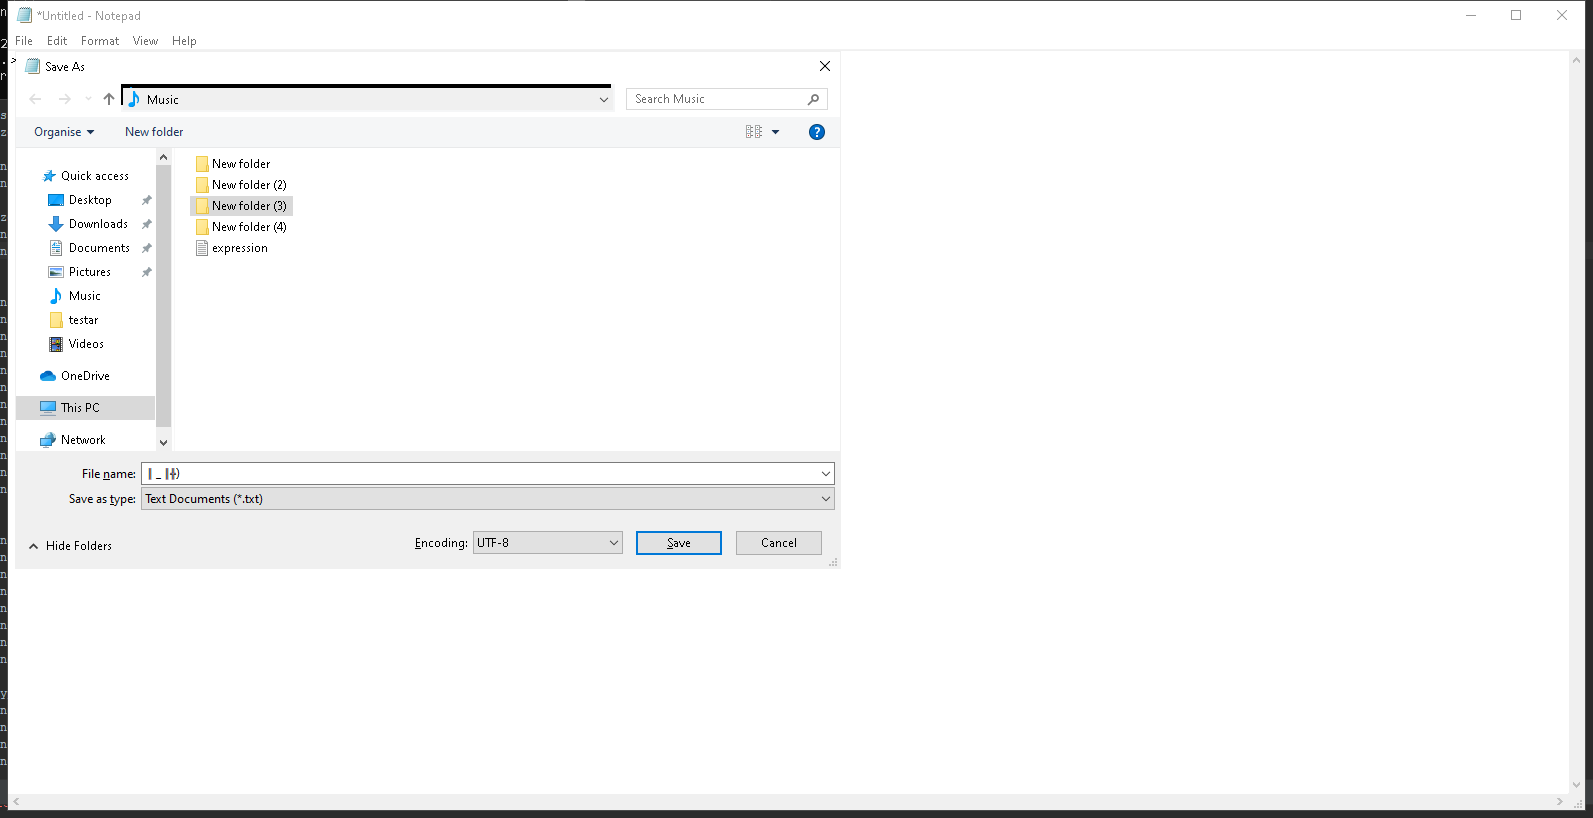 *Untitled - Notepad
File Edit Format View Help
Save As
Music
Search Music
Organise
New folder
Quick access
Desktop
Downloads
Documents
Pictures
Music
testar
Videos
OneDrive
This PC
Network
New folder
New folder (2)
New folder (3)
New folder (4)
expression
File name:
Save as type: Text Documents (*.txt)
Hide Folders
Encoding: UTF-8
Save
Cancel